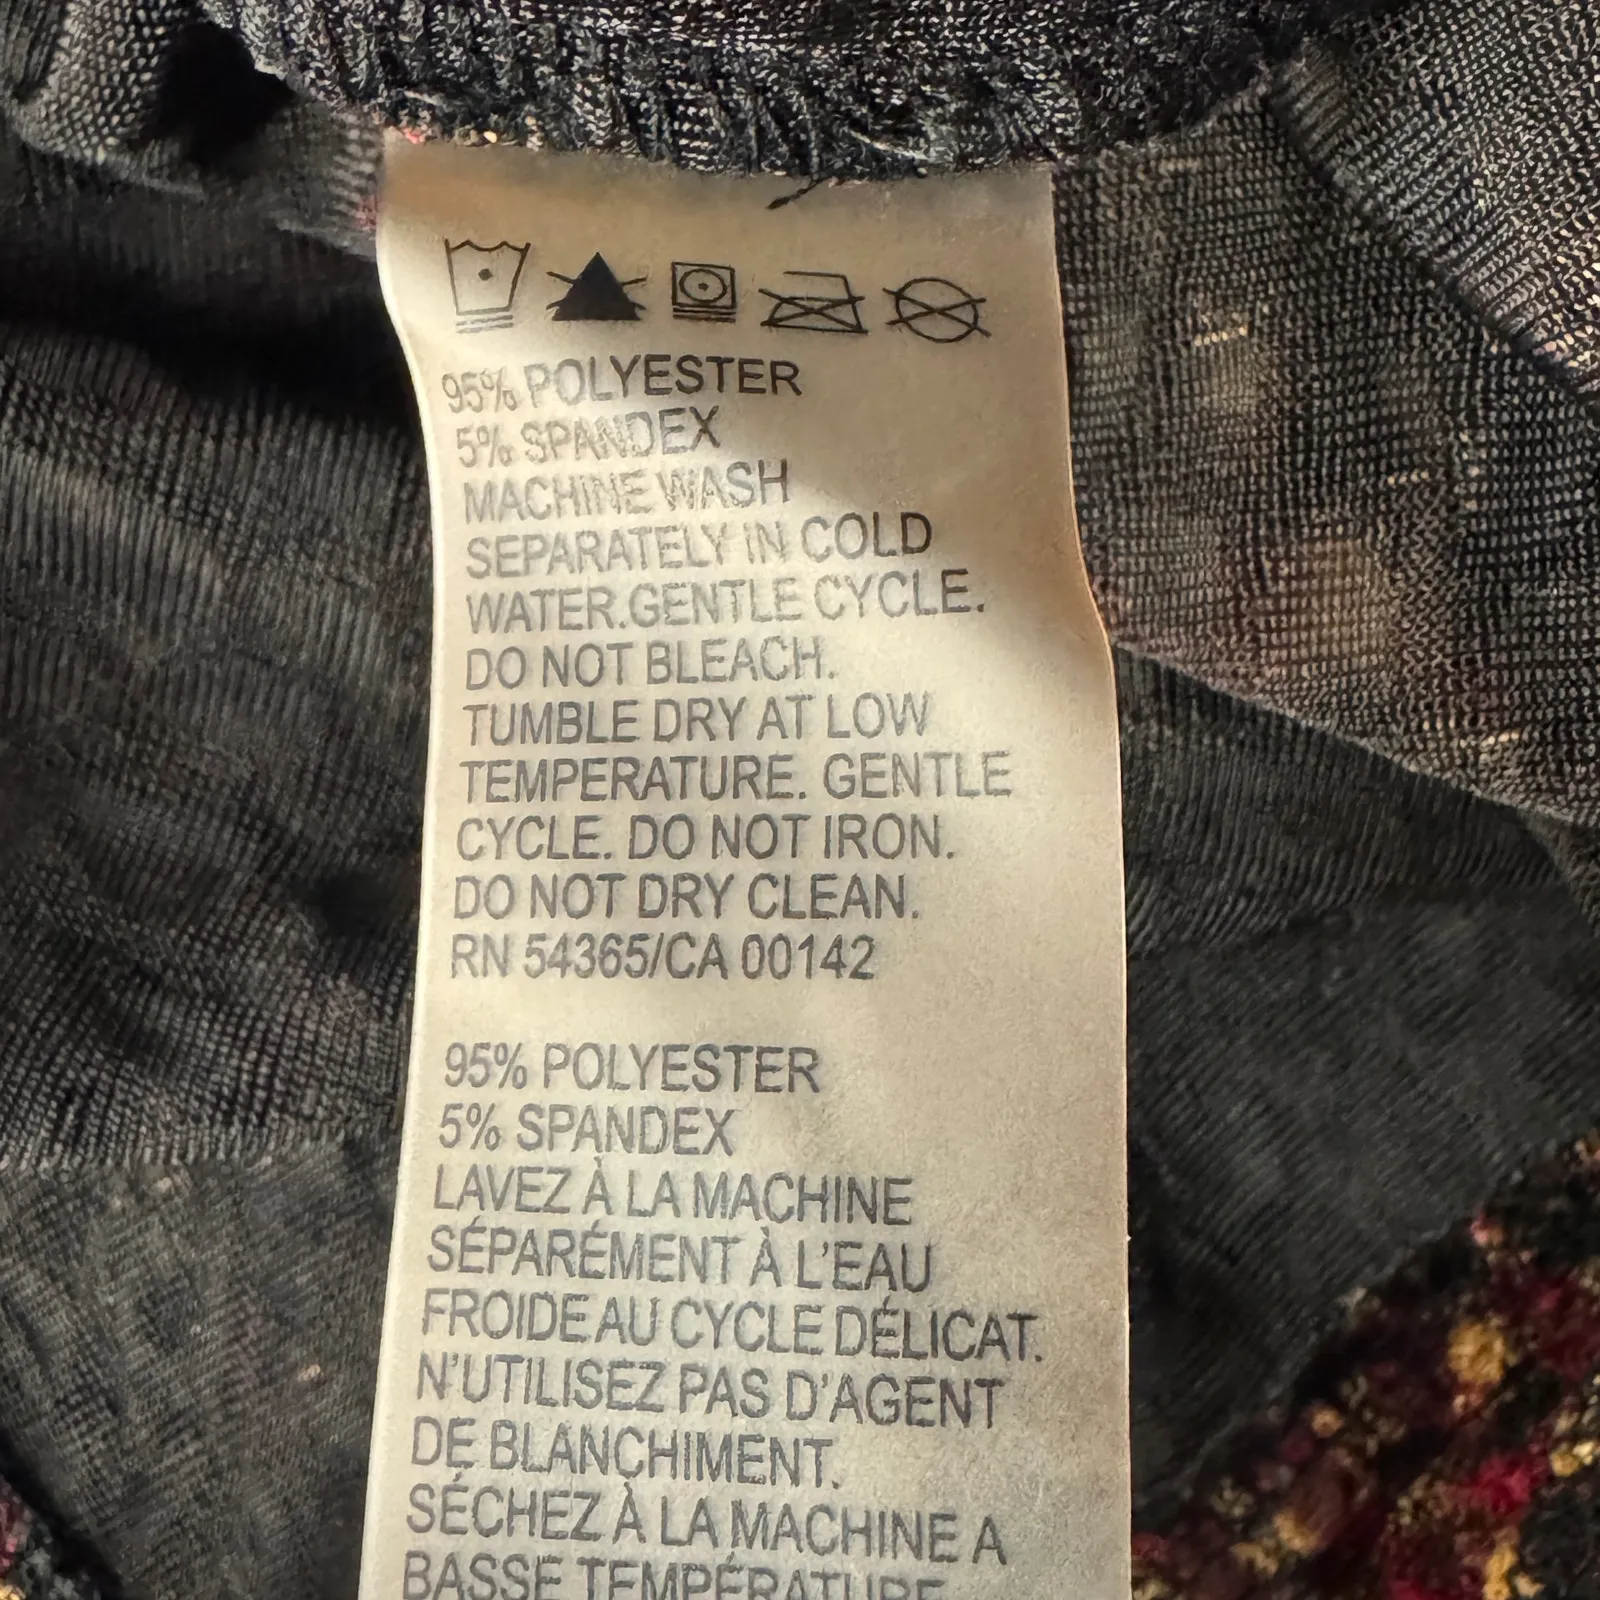 95% POLYESTER
5% SPANDEX
MACHINE WASH
SEPARATELY IN COLD
WATER.GENTLE CYCLE.
DO NOT BLEACH.
TUMBLE DRY AT LOW
TEMPERATURE. GENTLE
CYCLE. DO NOT IRON.
DO NOT DRY CLEAN.
RN 54365/CA 00142
95% POLYESTER
5% SPANDEX
LAVEZ À LA MACHINE
SÉPARÉMENT À L'EAU
FROIDE AU CYCLE DÉLICAT.
N'UTILISEZ PAS D'AGENT
DE BLANCHIMENT.
SÉCHEZ À LA MACHINE A
BASSE TEMPÉRATURE